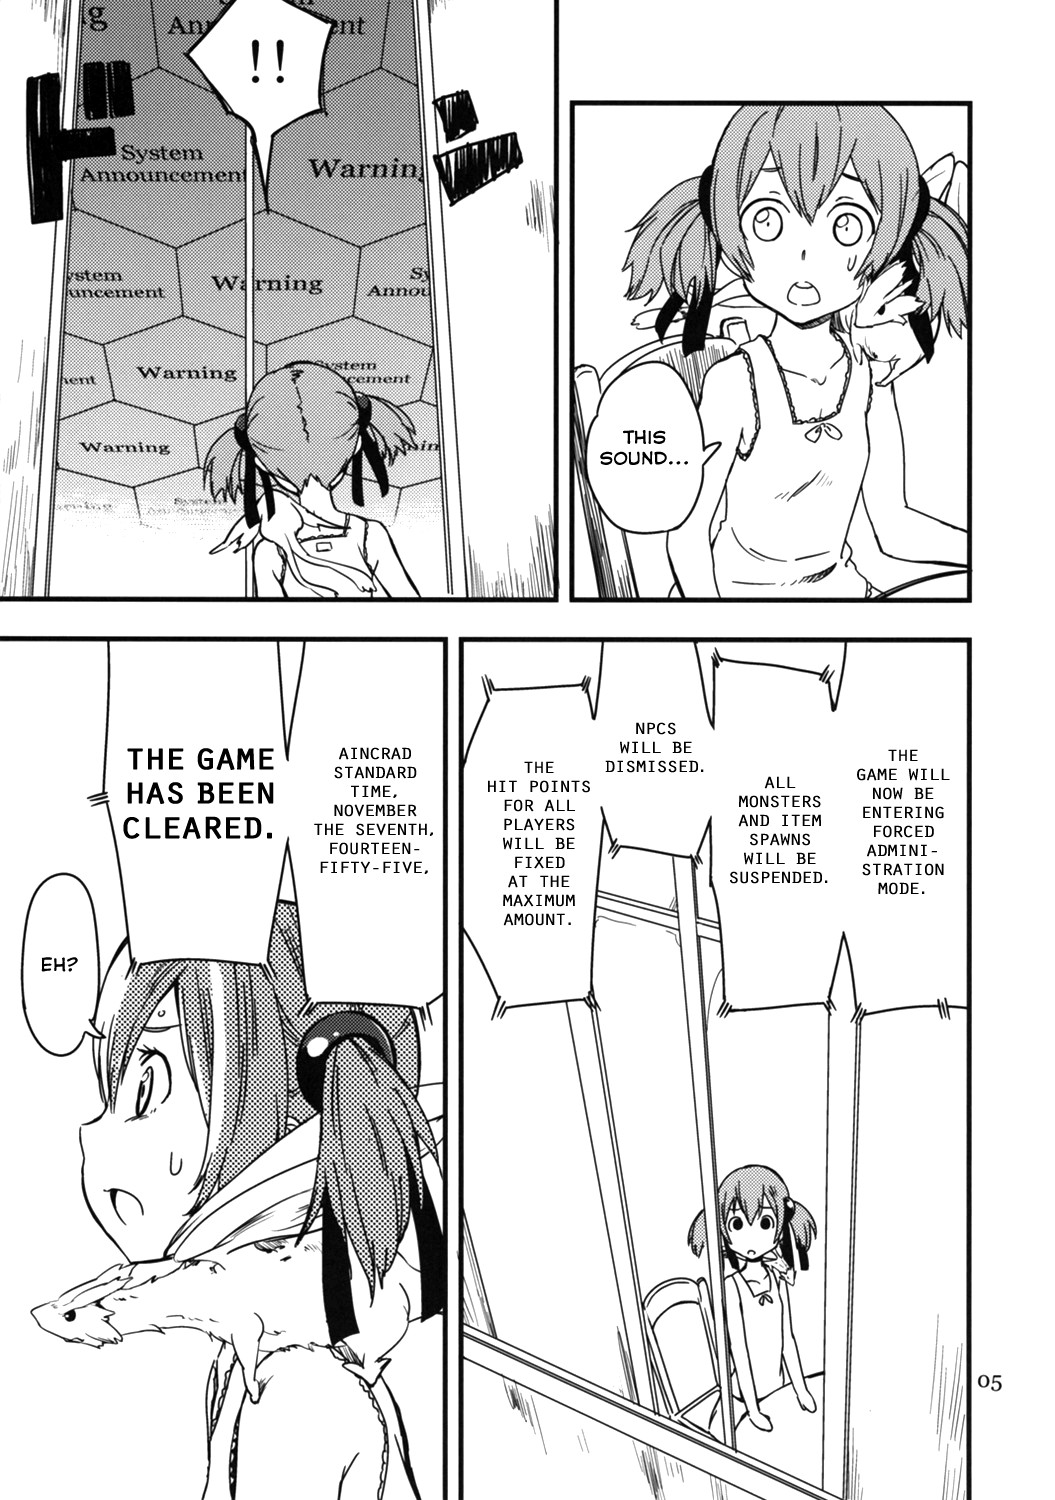 THIS
SOUND...
!!
System
Announcement
Warning
System
Announcement
Warning
Warning
System
Announcement
Warning
THE
GAME WILL
NOW BE
ENTERING
FORCED
ADMINI-
STRATION
MODE.
ALL
MONSTERS
AND ITEM
SPAWNS
WILL BE
SUSPENDED.
NPCS
WILL BE
DISMISSED.
THE
HIT POINTS
FOR ALL
PLAYERS
WILL BE
FIXED
AT THE
MAXIMUM
AMOUNT.
AINCRAD
STANDARD
TIME,
NOVEMBER
THE SEVENTH,
FOURTEEN-
FIFTY-FIVE,
THE GAME
HAS BEEN
CLEARED.
EH?
05